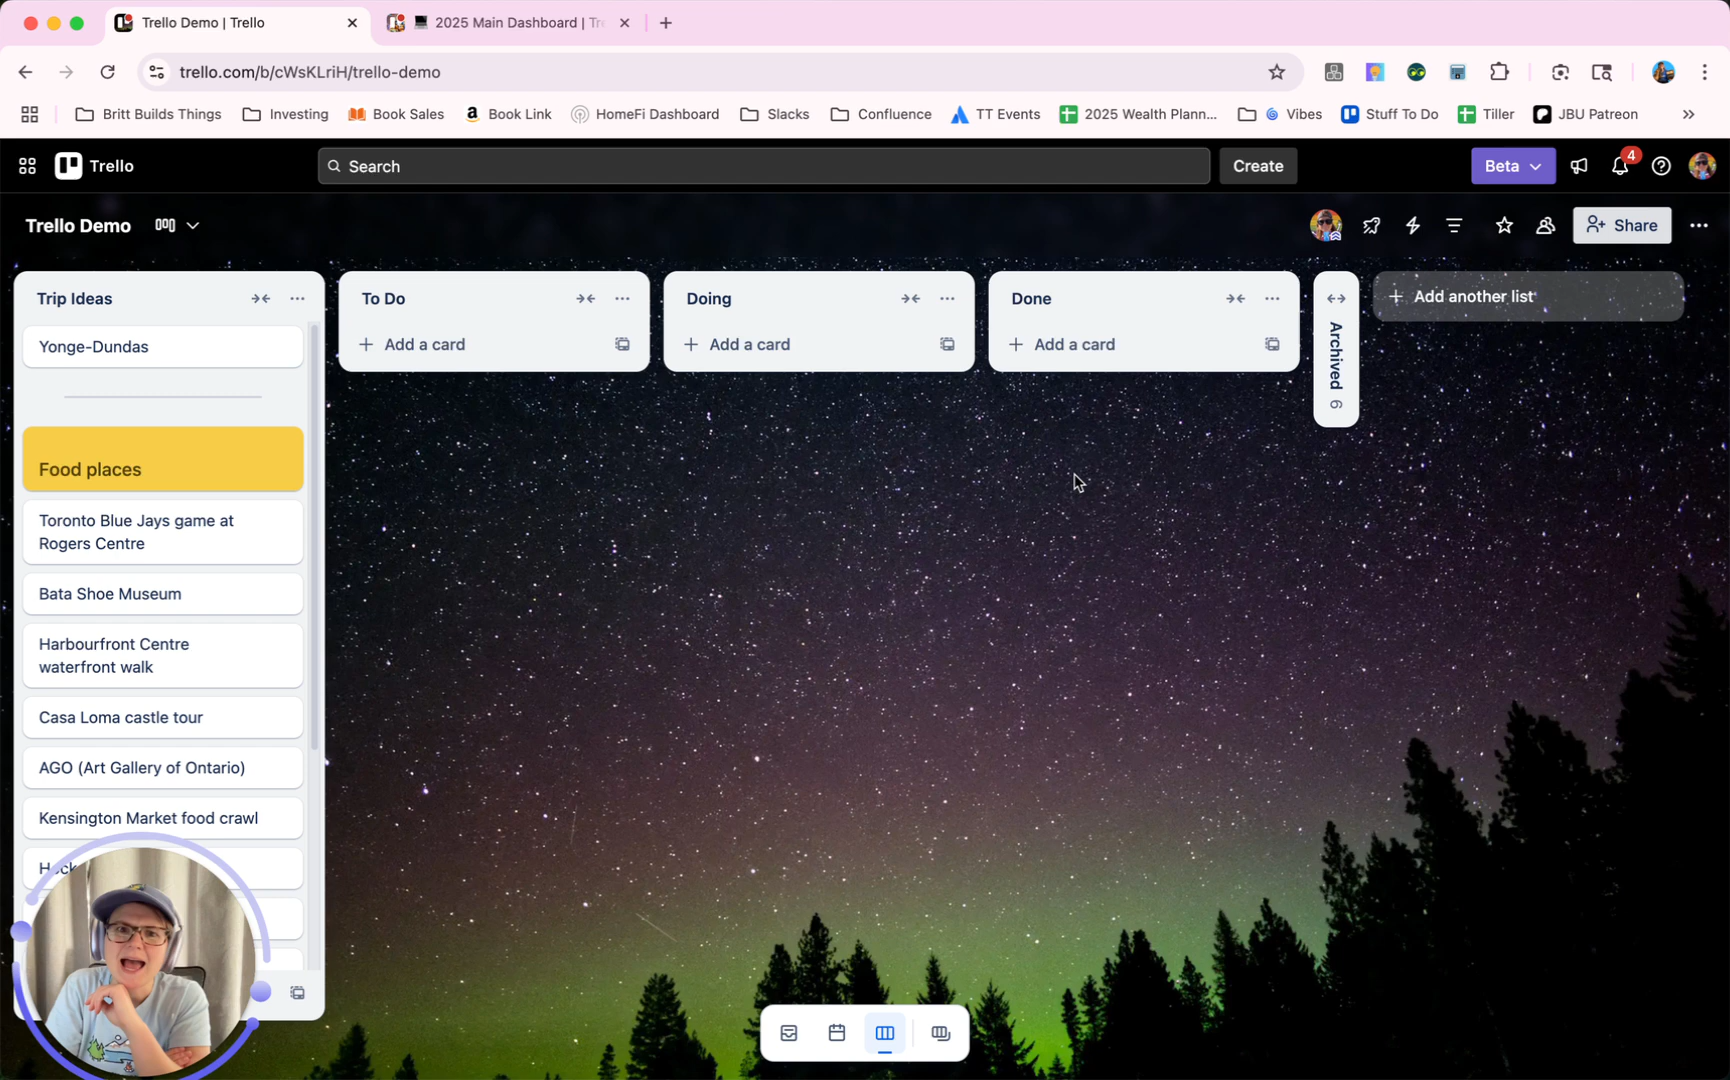 Trello Demo | Trello
2025 Main Dashboard | Tr
trello.com/b/cWsKLriH/trello-demo
Britt Builds Things
Investing
Book Sales
Book Link
HomeFi Dashboard
Slacks
Confluence
TT Events
2025 Wealth Plann...
Vibes
Stuff To Do
Tiller
JBU Patreon
Trello
Search
Create
Beta
4
Trello Demo
Share
Trip Ideas
Yonge-Dundas
Food places
Toronto Blue Jays game at
Rogers Centre
Bata Shoe Museum
Harbourfront Centre
waterfront walk
Casa Loma castle tour
AGO (Art Gallery of Ontario)
Kensington Market food crawl
To Do
Add a card
Doing
Add a card
Done
Add a card
Archived 6
Add another list